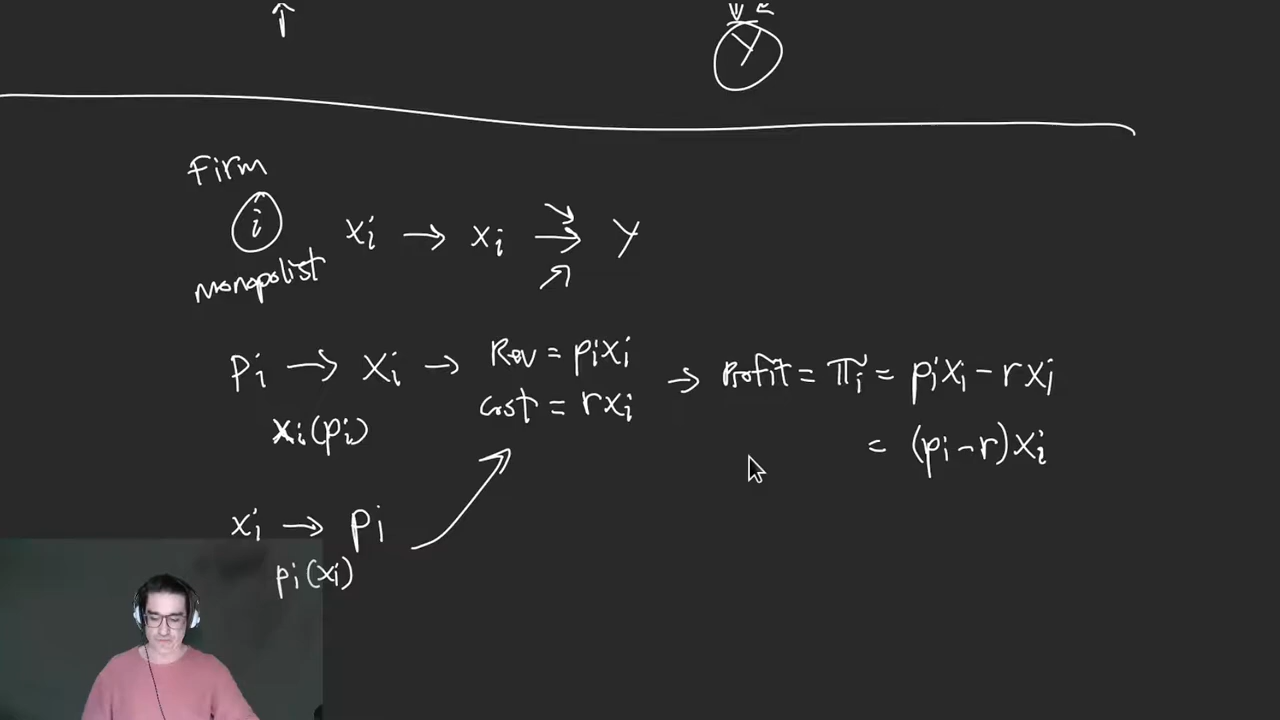 Y
Firm
i xi → xi → Y
monopolist
pi → xi → Rev = pixi
Cost = rxi
→ Profit = πi = pixi − rxi
xi(pi)
= (pi − r)xi
xi → pi
pi(xi)